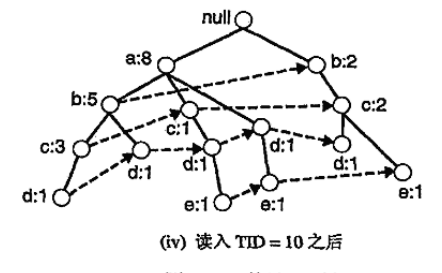 null
a:8 b:2
b:5 c:2
c:3 c:1 d:1
d:1 d:1 d:1
d:1 e:1 e:1 e:1
(iv) 读入 TID = 10 之后